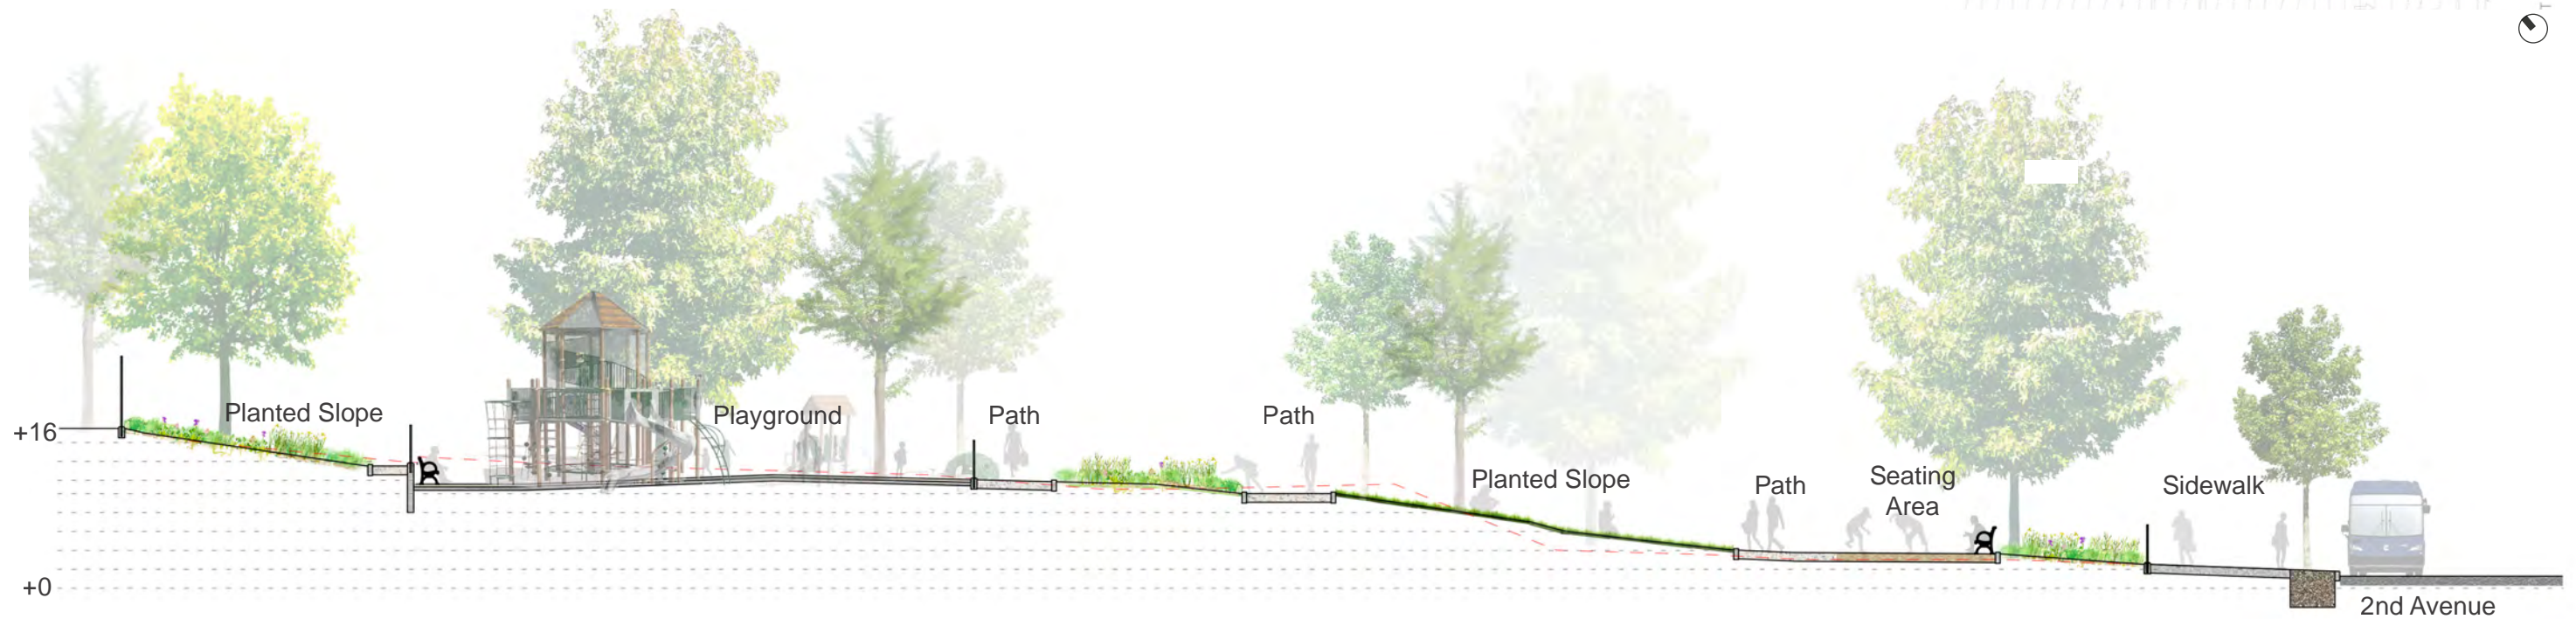 Planted Slope
Playground
Path
Path
+16
Planted Slope
Path
Seating
Area
Sidewalk
+0
2nd Avenue